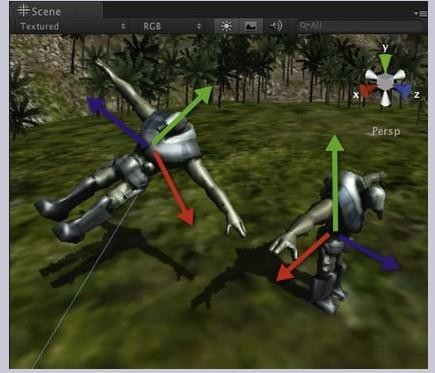 Scene
Textured RGB All
y
x z
Persp